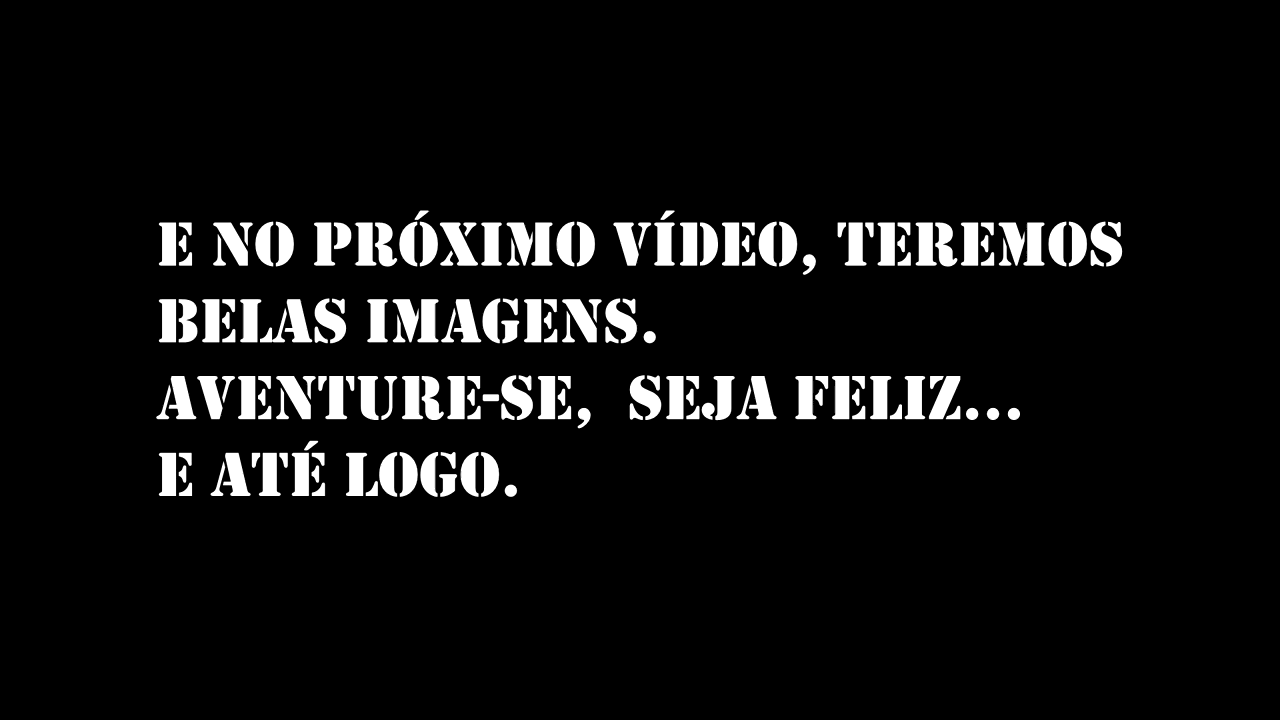 E NO PRÓXIMO VÍDEO, TEREMOS
BELAS IMAGENS.
AVENTURE-SE, SEJA FELIZ...
E ATÉ LOGO.